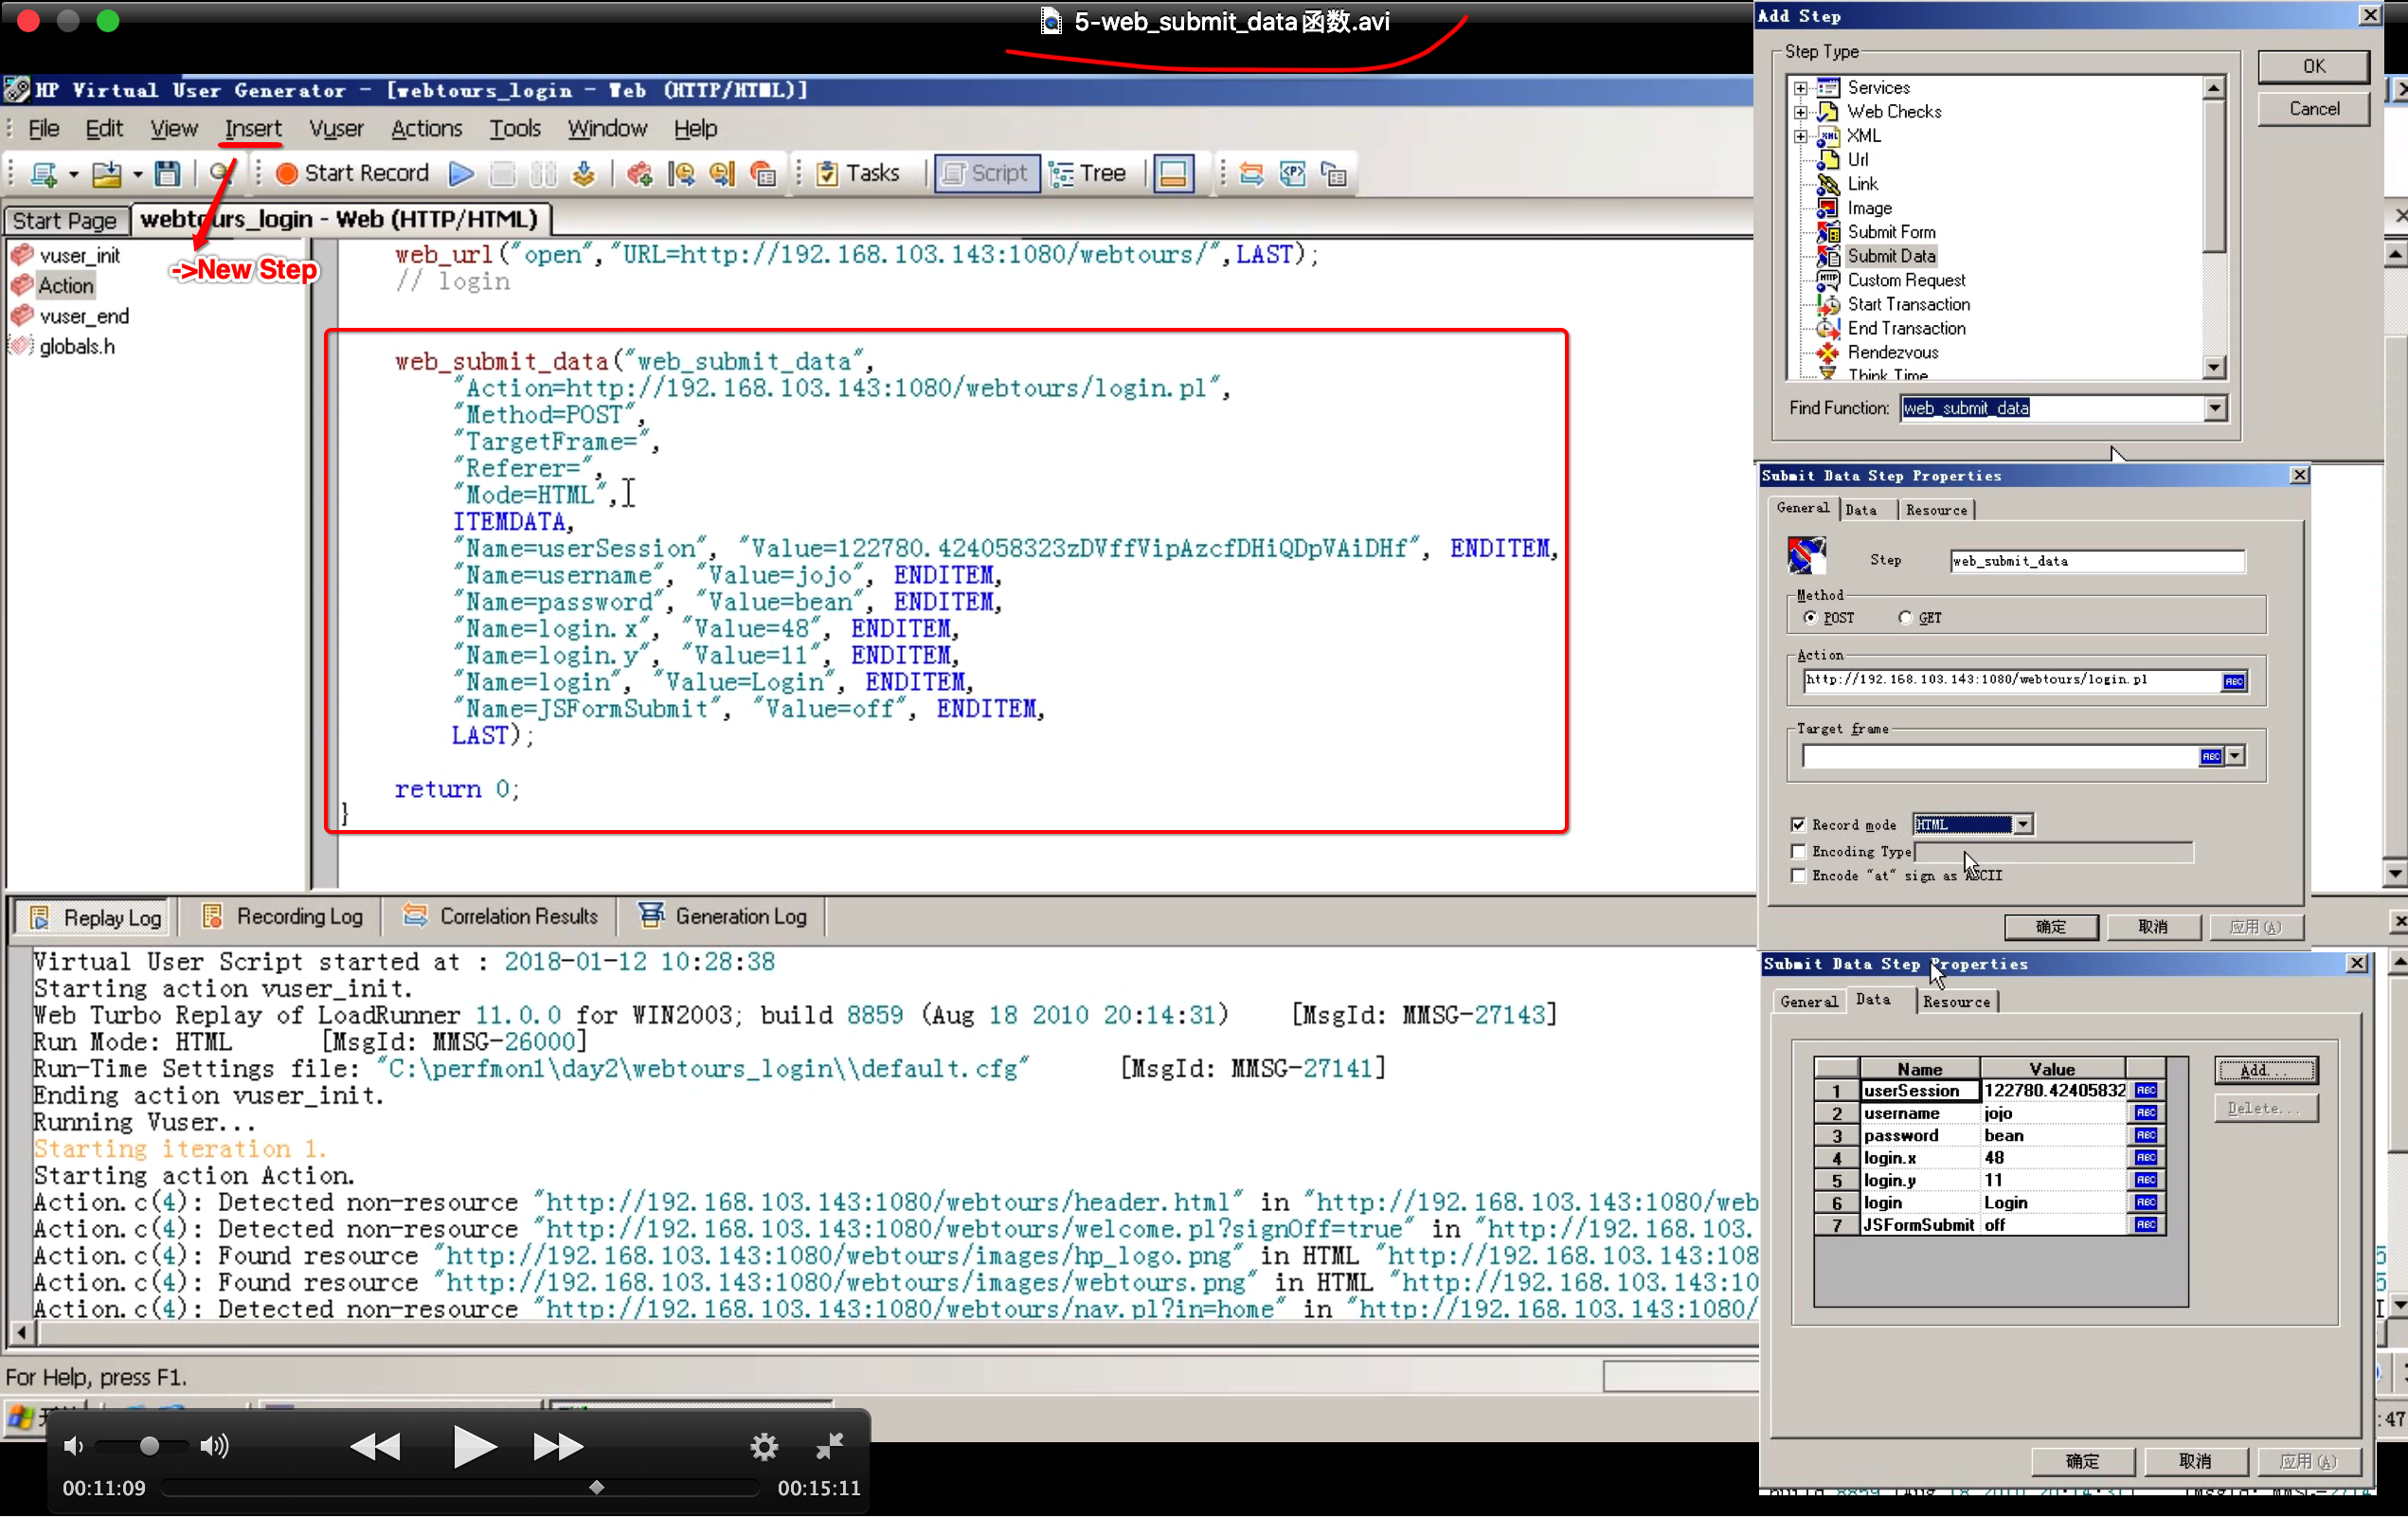 5-web_submit_data函数.avi
HP Virtual User Generator - [webtours_login - Web (HTTP/HTML)]
File Edit View Insert Vuser Actions Tools Window Help
Start Record Tasks Script Tree
Start Page webtours_login - Web (HTTP/HTML)
->New Step
vuser_init
Action
vuser_end
globals.h
web_url("open","URL=http://192.168.103.143:1080/webtours/",LAST);
// login
web_submit_data("web_submit_data",
"Action=http://192.168.103.143:1080/webtours/login.pl",
"Method=POST",
"TargetFrame=",
"Referer=",
"Mode=HTML",
ITEMDATA,
"Name=userSession", "Value=122780.424058323zDVffVipAzcfDHiQDpVAiDHf", ENDITEM,
"Name=username", "Value=jojo", ENDITEM,
"Name=password", "Value=bean", ENDITEM,
"Name=login.x", "Value=48", ENDITEM,
"Name=login.y", "Value=11", ENDITEM,
"Name=login", "Value=Login", ENDITEM,
"Name=JSFormSubmit", "Value=off", ENDITEM,
LAST);
return 0;
}
Replay Log Recording Log Correlation Results Generation Log
Virtual User Script started at : 2018-01-12 10:28:38
Starting action vuser_init.
Web Turbo Replay of LoadRunner 11.0.0 for WIN2003; build 8859 (Aug 18 2010 20:14:31) [MsgId: MMSG-27143]
Run Mode: HTML [MsgId: MMSG-26000]
Run-Time Settings file: "C:\perfmon1\day2\webtours_login\\default.cfg" [MsgId: MMSG-27141]
Ending action vuser_init.
Running Vuser...
Starting iteration 1.
Starting action Action.
Action.c(4): Detected non-resource "http://192.168.103.143:1080/webtours/header.html" in "http://192.168.103.143:1080/web
Action.c(4): Detected non-resource "http://192.168.103.143:1080/webtours/welcome.pl?signOff=true" in "http://192.168.103.
Action.c(4): Found resource "http://192.168.103.143:1080/webtours/images/hp_logo.png" in HTML "http://192.168.103.143:108
Action.c(4): Found resource "http://192.168.103.143:1080/webtours/images/webtours.png" in HTML "http://192.168.103.143:10
Action.c(4): Detected non-resource "http://192.168.103.143:1080/webtours/nav.pl?in=home" in "http://192.168.103.143:1080/
For Help, press F1.
00:11:09 00:15:11
Add Step
Step Type
OK
Cancel
Services
Web Checks
XML
Url
Link
Image
Submit Form
Submit Data
Custom Request
Start Transaction
End Transaction
Rendezvous
Think Time
Find Function: web_submit_data
Submit Data Step Properties
General Data Resource
Step web_submit_data
Method
POST GET
Action
http://192.168.103.143:1080/webtours/login.pl ABC
Target frame
ABC
Record mode HTML
Encoding Type
Encode "at" sign as ASCII
确定 取消 应用(A)
Submit Data Step Properties
General Data Resource
Name Value
1 userSession 122780.42405832 ABC
2 username jojo ABC
3 password bean ABC
4 login.x 48 ABC
5 login.y 11 ABC
6 login Login ABC
7 JSFormSubmit off ABC
Add...
Delete...
确定 取消 应用(A)
:47